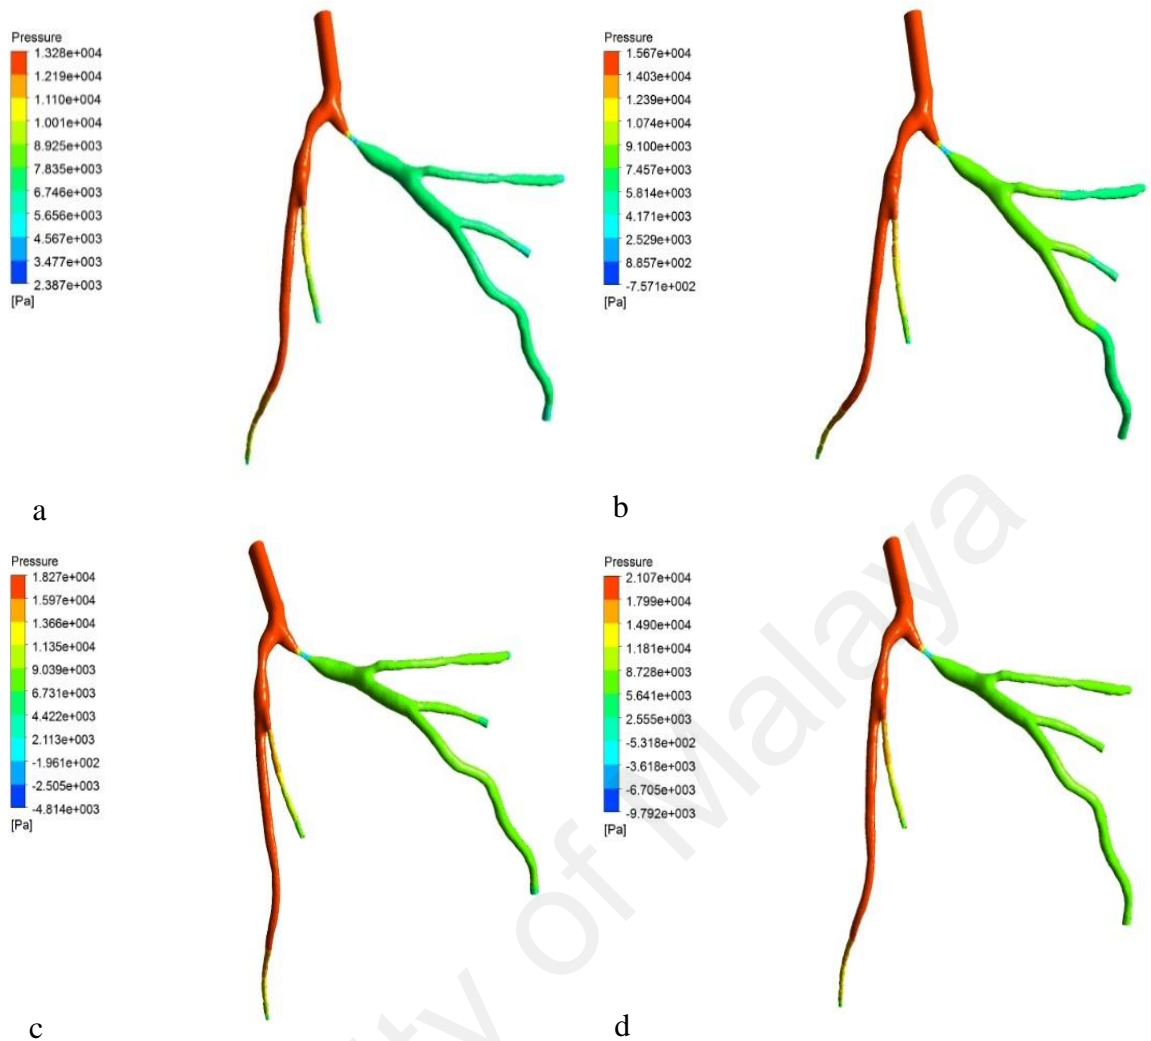 Pressure
1.328e+004
1.219e+004
1.110e+004
1.001e+004
8.925e+003
7.835e+003
6.746e+003
5.656e+003
4.567e+003
3.477e+003
2.387e+003
[Pa]
a
Pressure
1.567e+004
1.403e+004
1.239e+004
1.074e+004
9.100e+003
7.457e+003
5.814e+003
4.171e+003
2.529e+003
8.857e+002
-7.571e+002
[Pa]
b
Pressure
1.827e+004
1.597e+004
1.366e+004
1.135e+004
9.039e+003
6.731e+003
4.422e+003
2.113e+003
-1.961e+002
-2.505e+003
-4.814e+003
[Pa]
c
Pressure
2.107e+004
1.799e+004
1.490e+004
1.181e+004
8.728e+003
5.641e+003
2.555e+003
-5.318e+002
-3.618e+003
-6.705e+003
-9.792e+003
[Pa]
d
ity of Malaya